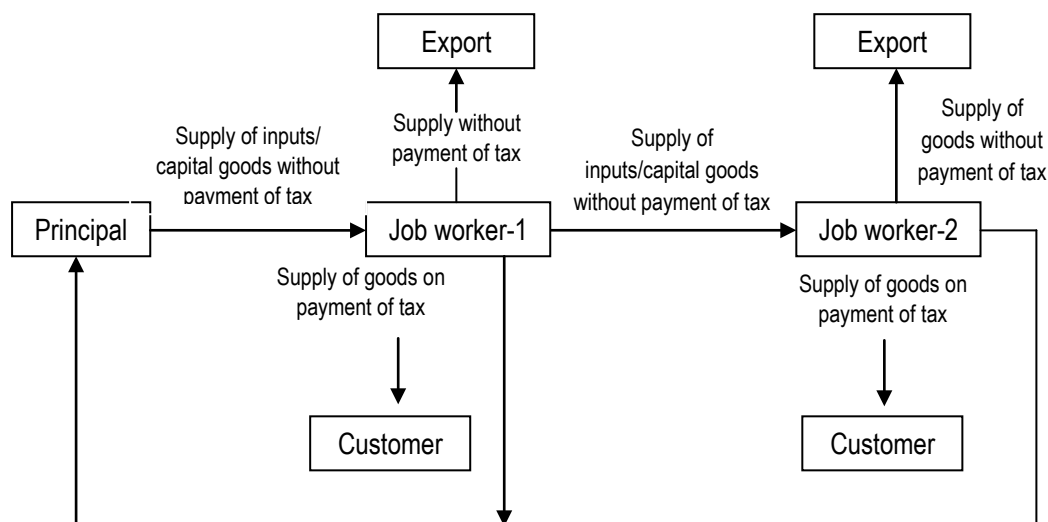 Export
Export
Supply of inputs/
capital goods without
payment of tax
Supply without
payment of tax
Supply of
inputs/capital goods
without payment of tax
Supply of
goods without
payment of tax
Principal
Job worker-1
Job worker-2
Supply of goods on
payment of tax
Supply of goods on
payment of tax
Customer
Customer